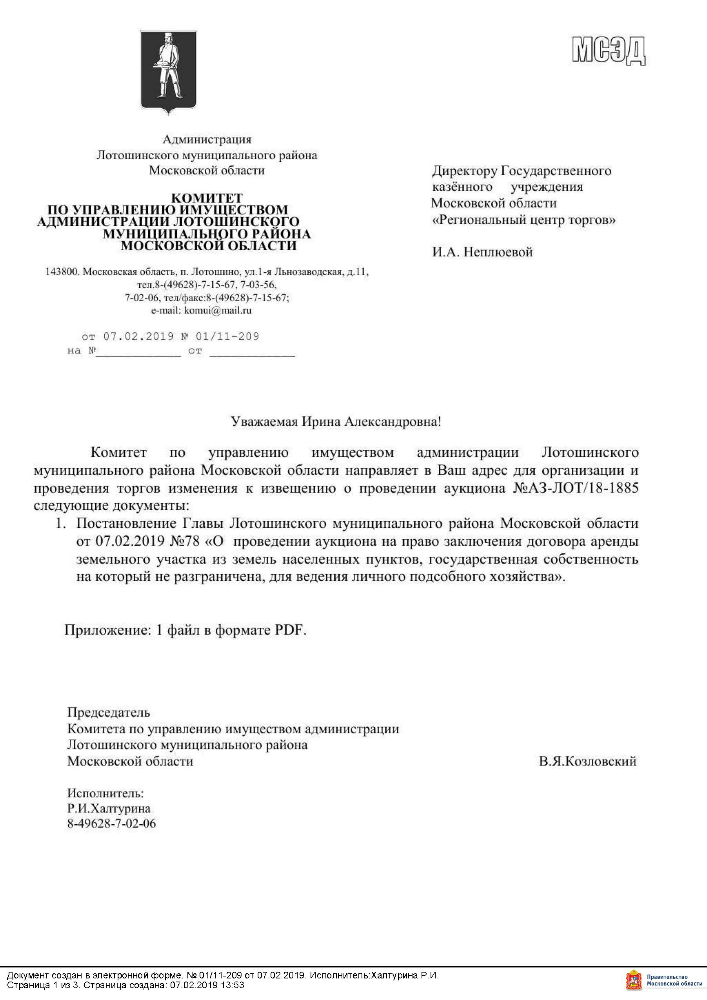 МСЭД
Администрация
Лотошинского муниципального района
Московской области
КОМИТЕТ
ПО УПРАВЛЕНИЮ ИМУЩЕСТВОМ
АДМИНИСТРАЦИИ ЛОТОШИНСКОГО
МУНИЦИПАЛЬНОГО РАЙОНА
МОСКОВСКОЙ ОБЛАСТИ
143800. Московская область, п. Лотошино, ул.1-я Льнозаводская, д.11,
тел.8-(49628)-7-15-67, 7-03-56,
7-02-06, тел/факс:8-(49628)-7-15-67;
e-mail: komui@mail.ru
от 07.02.2019 № 01/11-209
на №____________ от ____________
Директору Государственного
казённого учреждения
Московской области
«Региональный центр торгов»
И.А. Неплюевой
Уважаемая Ирина Александровна!
Комитет по управлению имуществом администрации Лотошинского
муниципального района Московской области направляет в Ваш адрес для организации и
проведения торгов изменения к извещению о проведении аукциона №АЗ-ЛОТ/18-1885
следующие документы:
1. Постановление Главы Лотошинского муниципального района Московской области
от 07.02.2019 №78 «О проведении аукциона на право заключения договора аренды
земельного участка из земель населенных пунктов, государственная собственность
на который не разграничена, для ведения личного подсобного хозяйства».
Приложение: 1 файл в формате PDF.
Председатель
Комитета по управлению имуществом администрации
Лотошинского муниципального района
Московской области В.Я.Козловский
Исполнитель:
Р.И.Халтурина
8-49628-7-02-06
Документ создан в электронной форме. № 01/11-209 от 07.02.2019. Исполнитель:Халтурина Р.И.
Страница 1 из 3. Страница создана: 07.02.2019 13:53
Правительство
Московской области